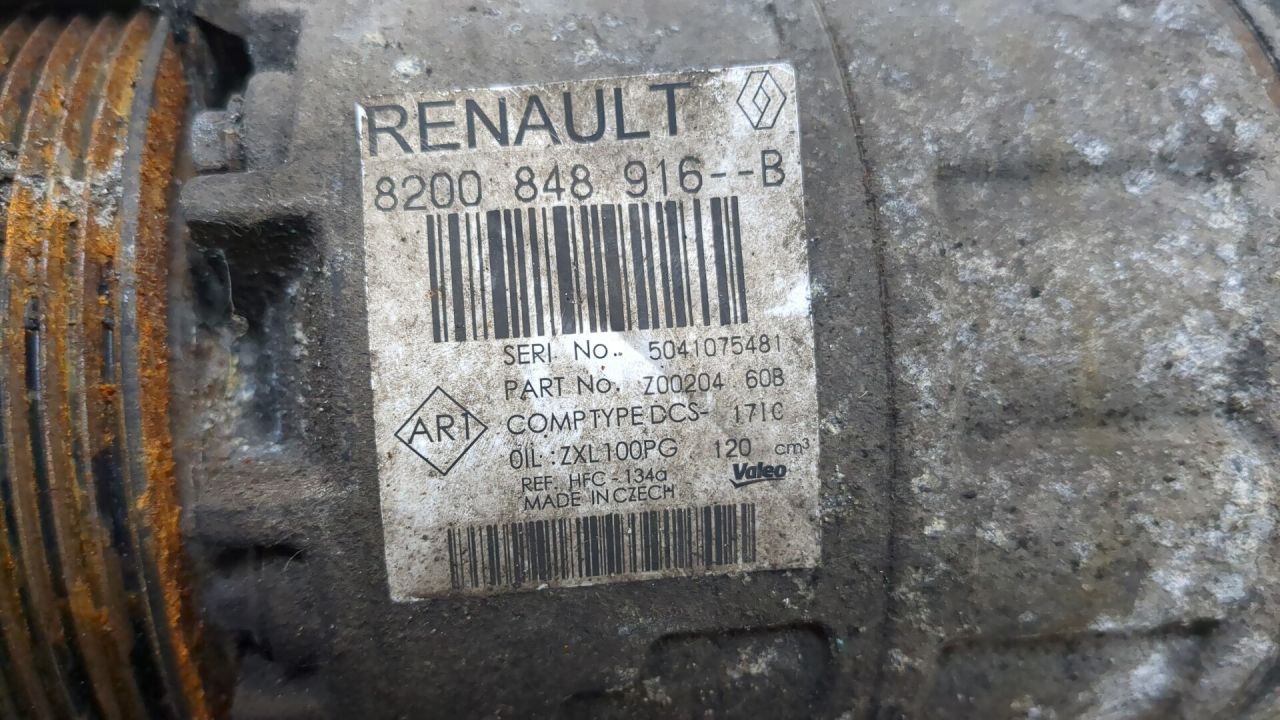 RENAULT
8200 848 916--B
SERI No.. 5041075481
PART No. Z00204 60B
ART
COMP TYPE DCS- 171C
OIL :ZXL100PG 120 cm³
REF. HFC - 134a
Valeo
MADE IN CZECH